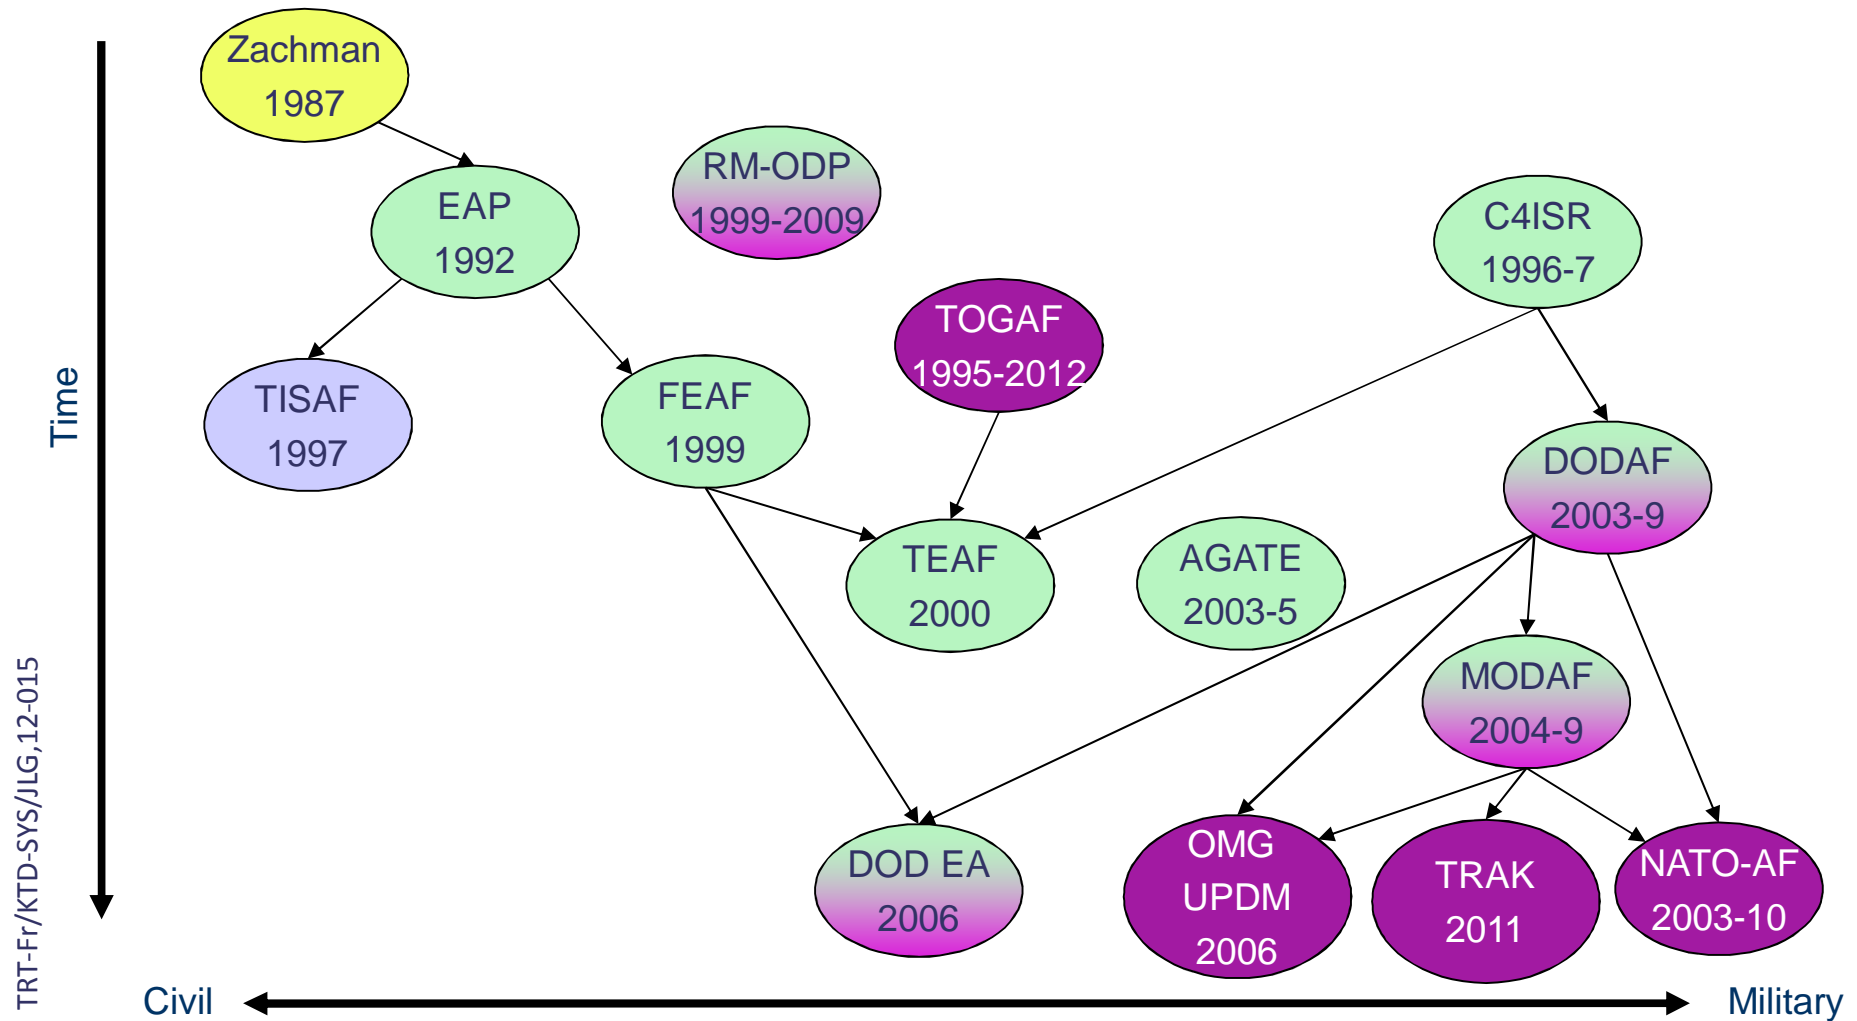 Zachman
1987
RM-ODP
1999-2009
EAP
1992
C4ISR
1996-7
TOGAF
1995-2012
TISAF
1997
FEAF
1999
DODAF
2003-9
TEAF
2000
AGATE
2003-5
MODAF
2004-9
DOD EA
2006
OMG
UPDM
2006
TRAK
2011
NATO-AF
2003-10
Time
TRT-Fr/KTD-SYS/JLG,12-015
Civil
Military